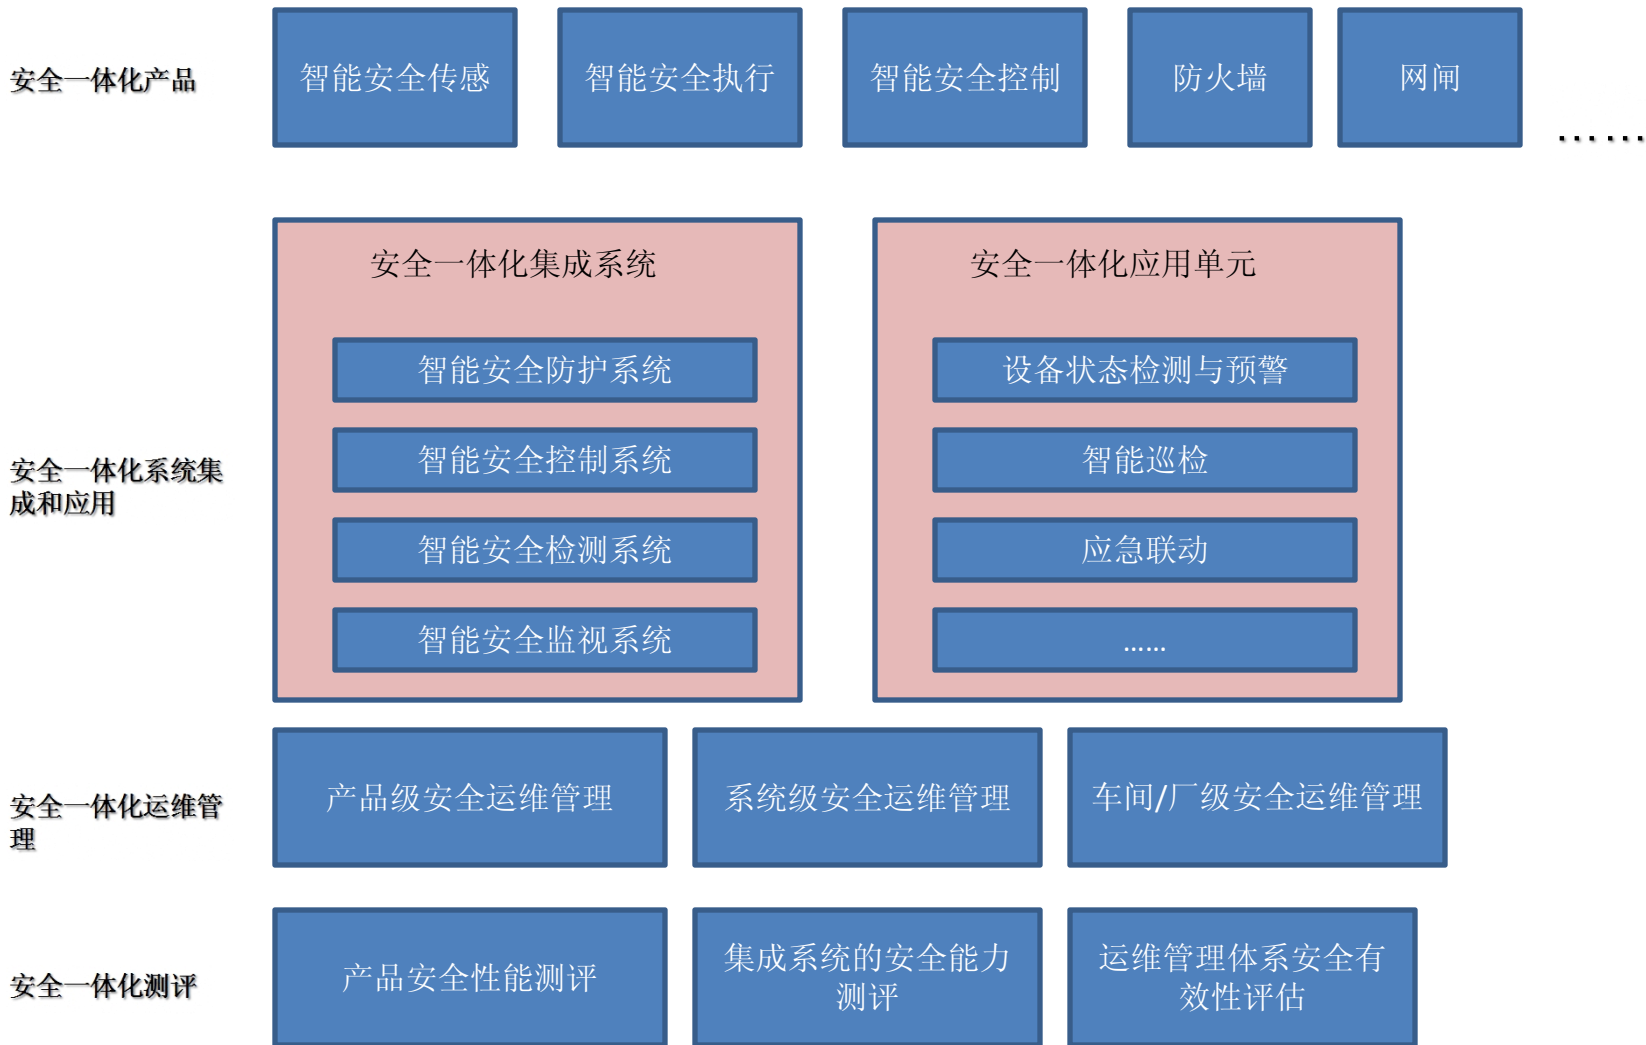 安全一体化产品
智能安全传感
智能安全执行
智能安全控制
防火墙
网闸
……
安全一体化系统集
成和应用
安全一体化集成系统
智能安全防护系统
智能安全控制系统
智能安全检测系统
智能安全监视系统
安全一体化应用单元
设备状态检测与预警
智能巡检
应急联动
……
安全一体化运维管
理
产品级安全运维管理
系统级安全运维管理
车间/厂级安全运维管理
安全一体化测评
产品安全性能测评
集成系统的安全能力
测评
运维管理体系安全有
效性评估